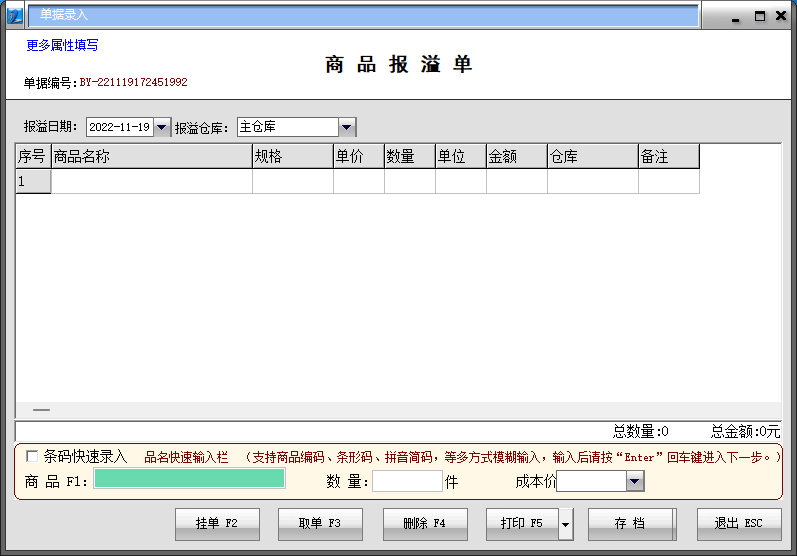 单据录入
更多属性填写
商 品 报 溢 单
单据编号:BY-221119172451992
报溢日期: 2022-11-19 报溢仓库: 主仓库
序号 商品名称 规格 单价 数量 单位 金额 仓库 备注
1
总数量:0 总金额:0元
条码快速录入 品名快速输入栏 (支持商品编码、条形码、拼音简码,等多方式模糊输入,输入后请按“Enter”回车键进入下一步。)
商 品 F1: 数 量: 件 成本价
挂单 F2 取单 F3 删除 F4 打印 F5 存 档 退出 ESC